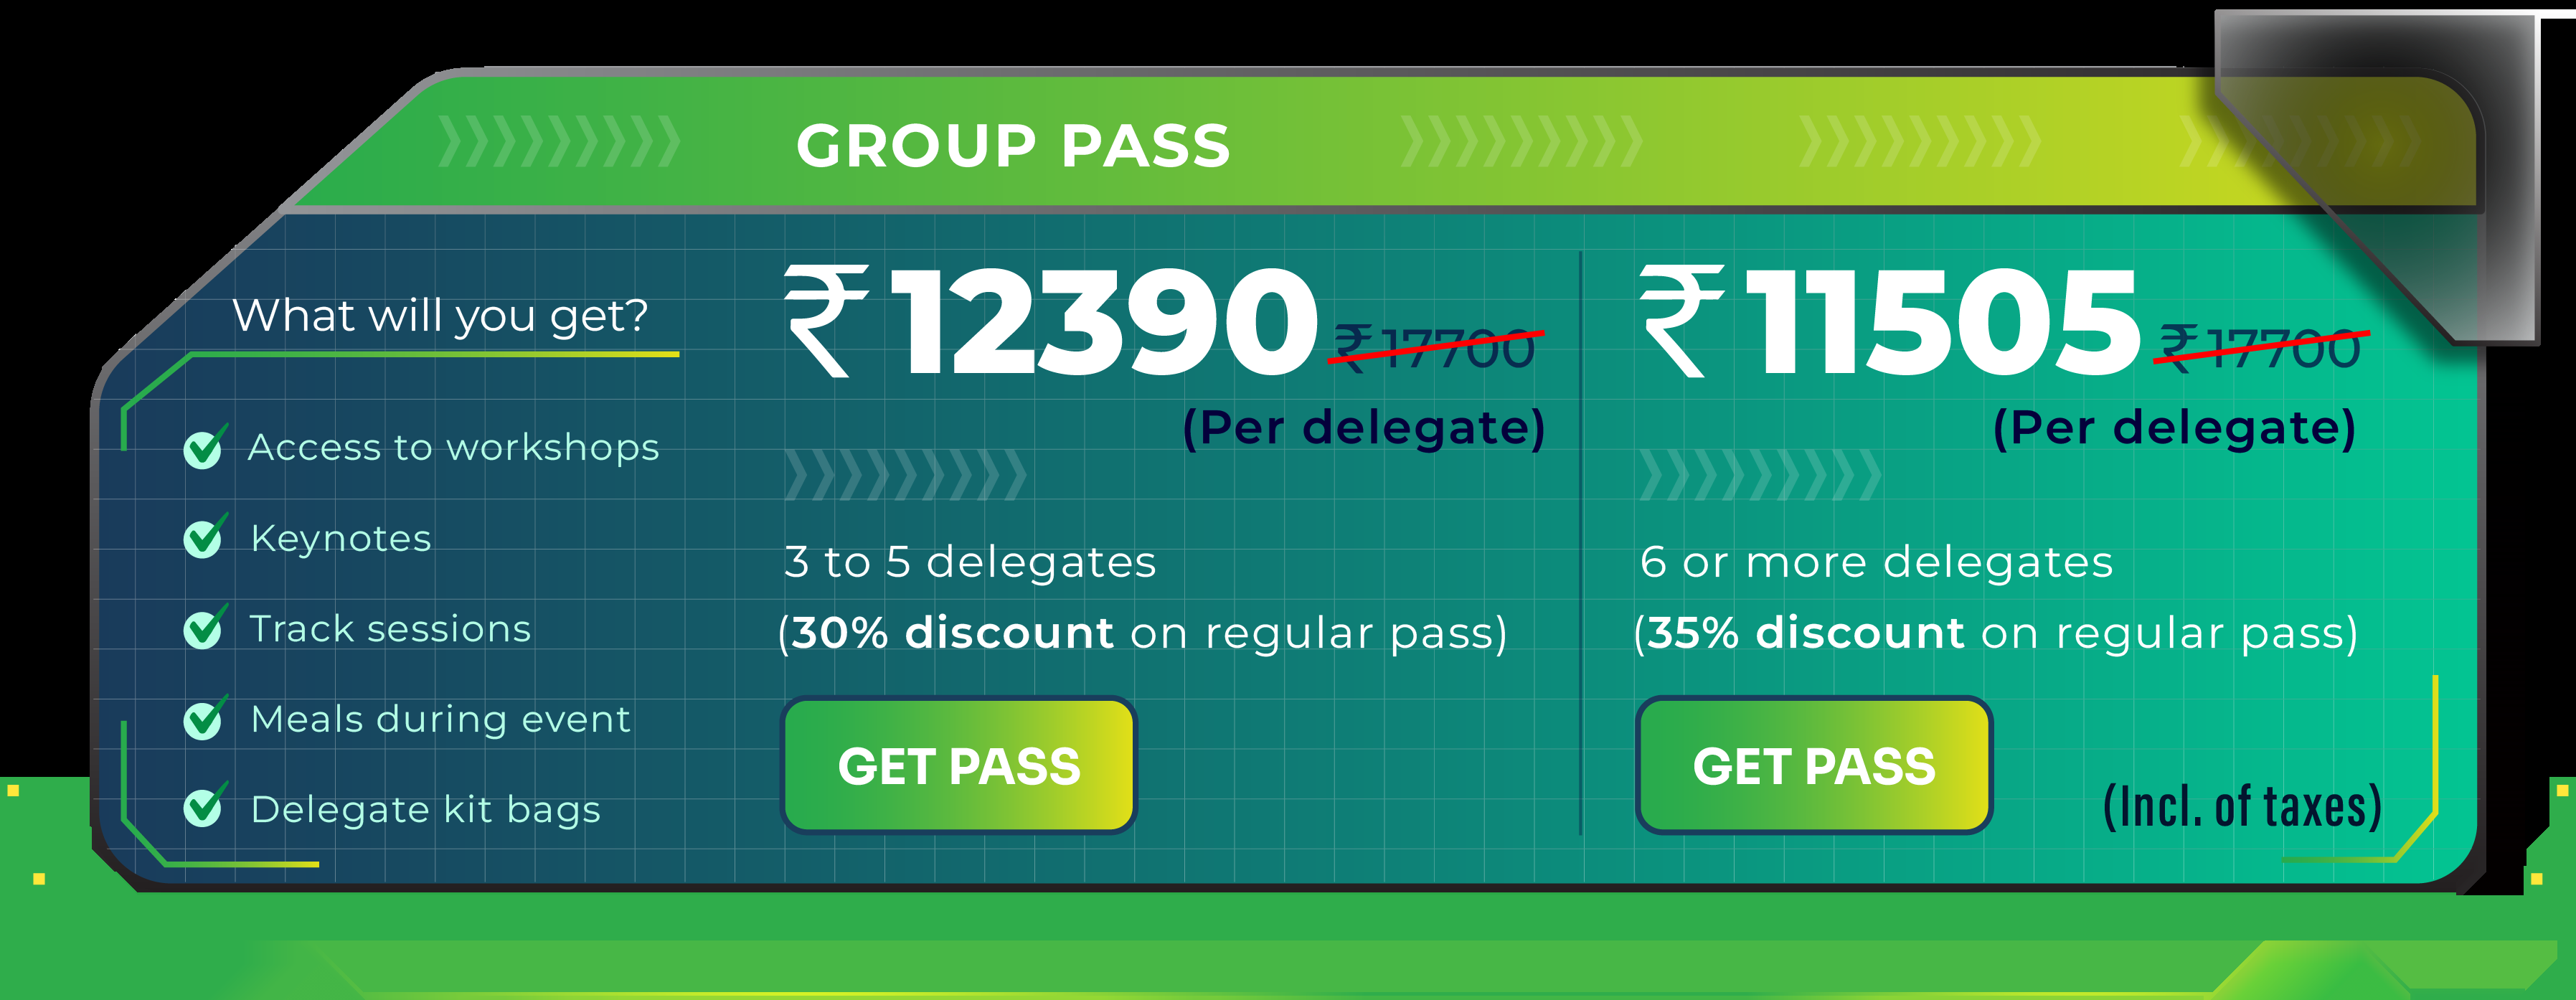 GROUP PASS
What will you get?
Access to workshops
Keynotes
Track sessions
Meals during event
Delegate kit bags
₹ 12390 ₹ 17700
(Per delegate)
3 to 5 delegates
(30% discount on regular pass)
GET PASS
₹ 11505 ₹ 17700
(Per delegate)
6 or more delegates
(35% discount on regular pass)
GET PASS
(Incl. of taxes)